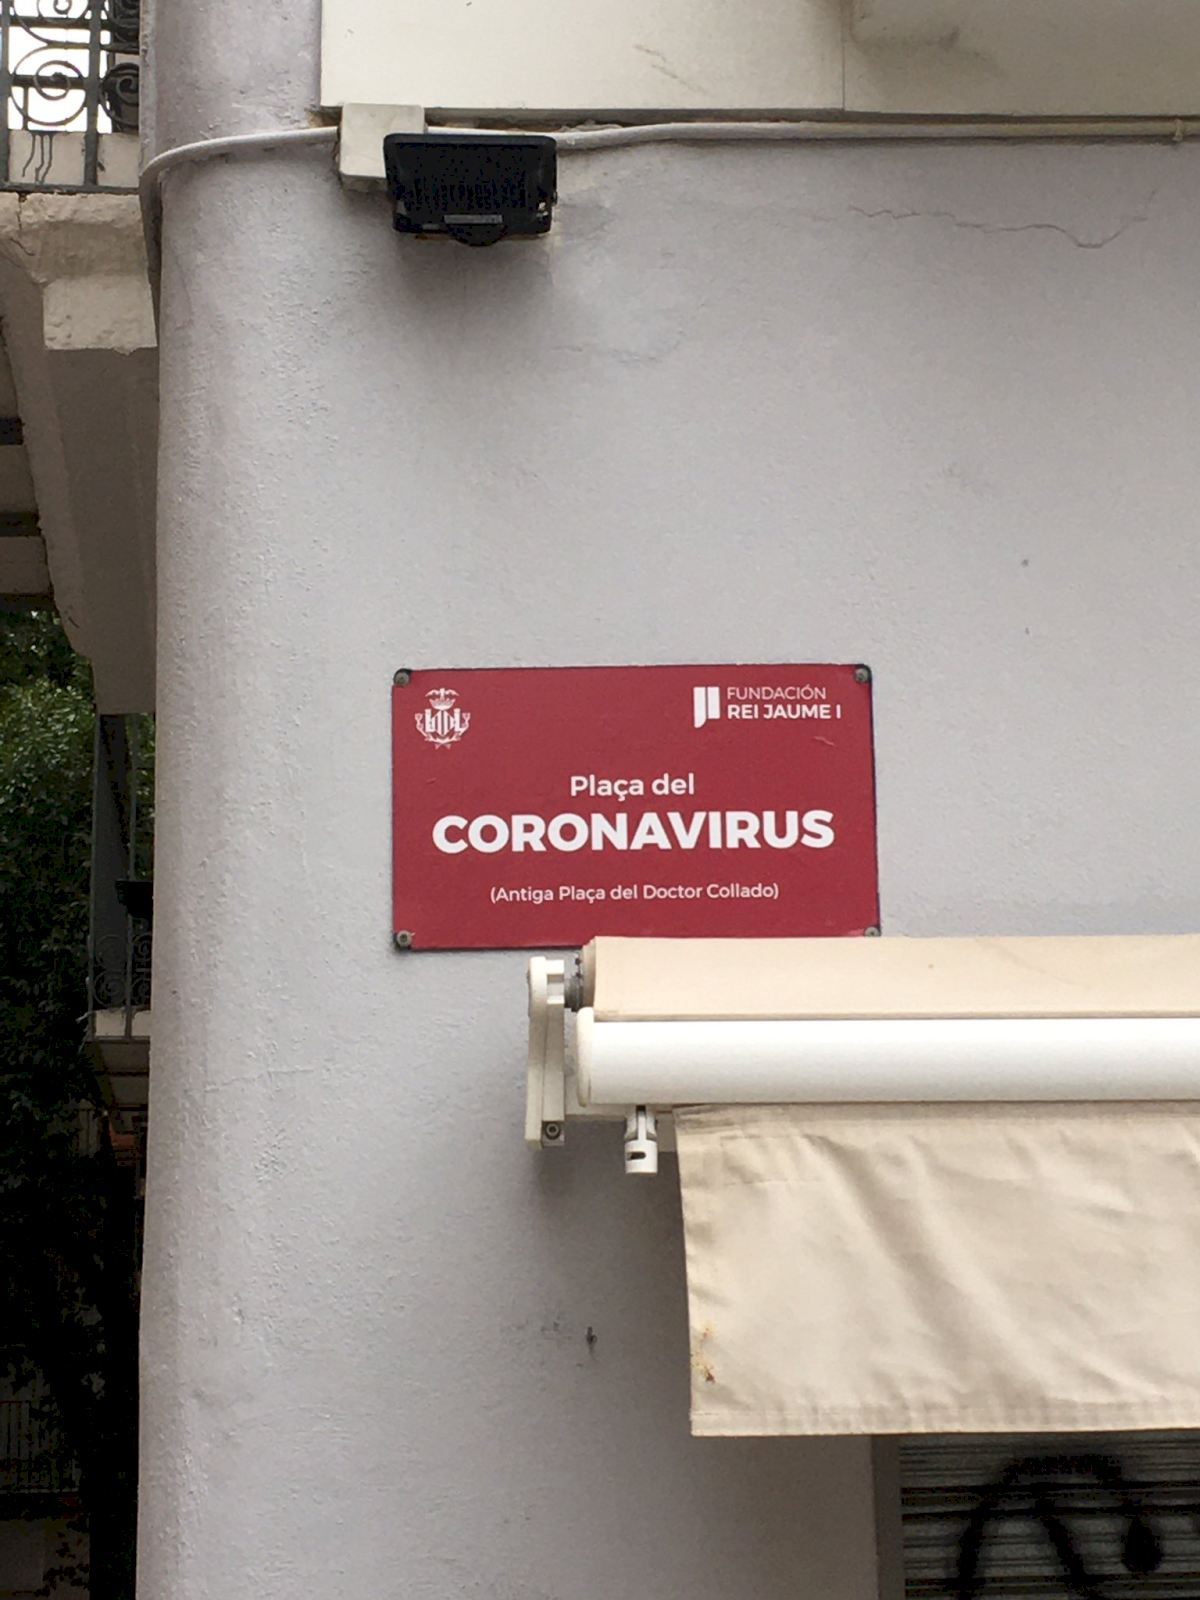 FUNDACIÓN
REI JAUME I
Plaça del
CORONAVIRUS
(Antiga Plaça del Doctor Collado)